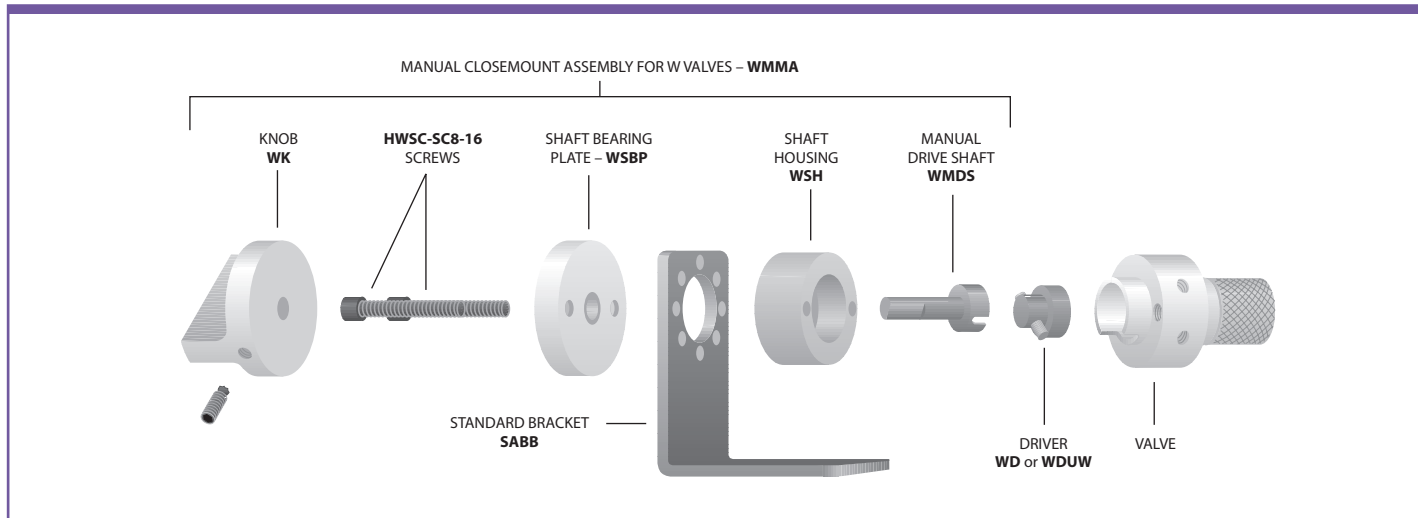 MANUAL CLOSEMOUNT ASSEMBLY FOR W VALVES – WMMA
KNOB
WK
HWSC-SC8-16
SCREWS
SHAFT BEARING
PLATE – WSBP
SHAFT
HOUSING
WSH
MANUAL
DRIVE SHAFT
WMDS
STANDARD BRACKET
SABB
DRIVER
WD or WDUW
VALVE